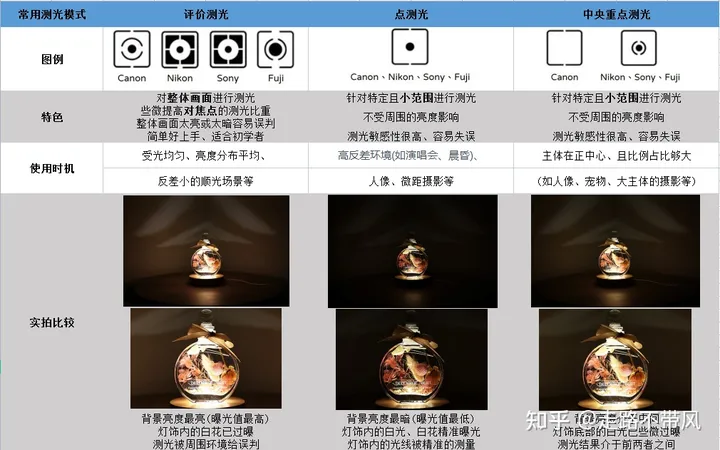 常用测光模式
评价测光
点测光
中央重点测光
图例
Canon
Nikon
Sony
Fuji
Canon、Nikon、Sony、Fuji
Canon
Nikon、Sony、Fuji
特色
对整体画面进行测光
些微提高对焦点的测光比重
整体画面太亮或太暗容易误判
简单好上手、适合初学者
针对特定且小范围进行测光
不受周围的亮度影响
测光敏感性很高、容易失误
针对特定且小范围进行测光
不受周围的亮度影响
测光敏感性很高、容易失误
使用时机
受光均匀、亮度分布平均、
反差小的顺光场景等
高反差环境(如演唱会、晨昏)、
人像、微距摄影等
主体在正中心、且比例占比够大
(如人像、宠物、大主体的摄影等)
实拍比较
背景亮度最亮(曝光值最高)
灯饰内的白花已过曝
测光被周围环境给误判
背景亮度最暗(曝光值最低)
灯饰内的白光、白花精准曝光
灯饰内的光线被精准的测量
背景亮
灯饰底部的白光已些微过曝
测光结果介于前两者之间
知乎 @走路不带风